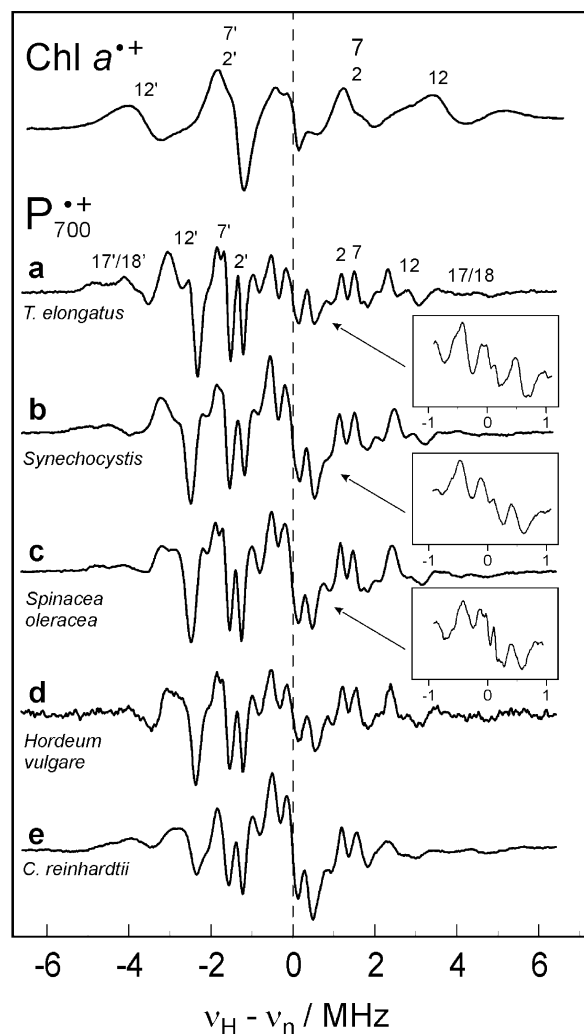 Chl a•+
7'
2'
12'
7
2
12
P700•+
12'
7'
2'
17'/18'
2 7
12
17/18
a
T. elongatus
-1 0 1
b
Synechocystis
-1 0 1
c
Spinacea
oleracea
-1 0 1
d
Hordeum
vulgare
e
C. reinhardtii
-6 -4 -2 0 2 4 6
νH - νn / MHz